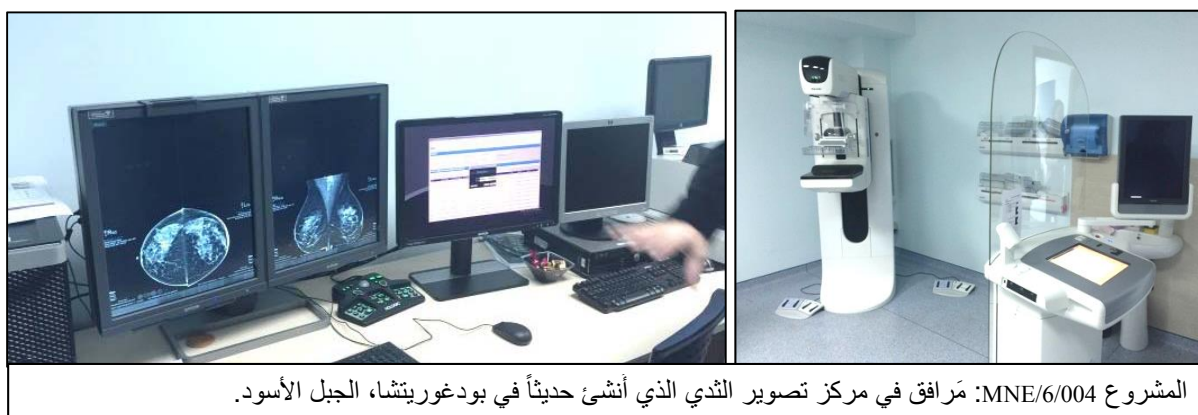 المشروع MNE/6/004: مَرافق في مركز تصوير الثدي الذي أُنشئ حديثاً في بودغوريتشا، الجبل الأسود.